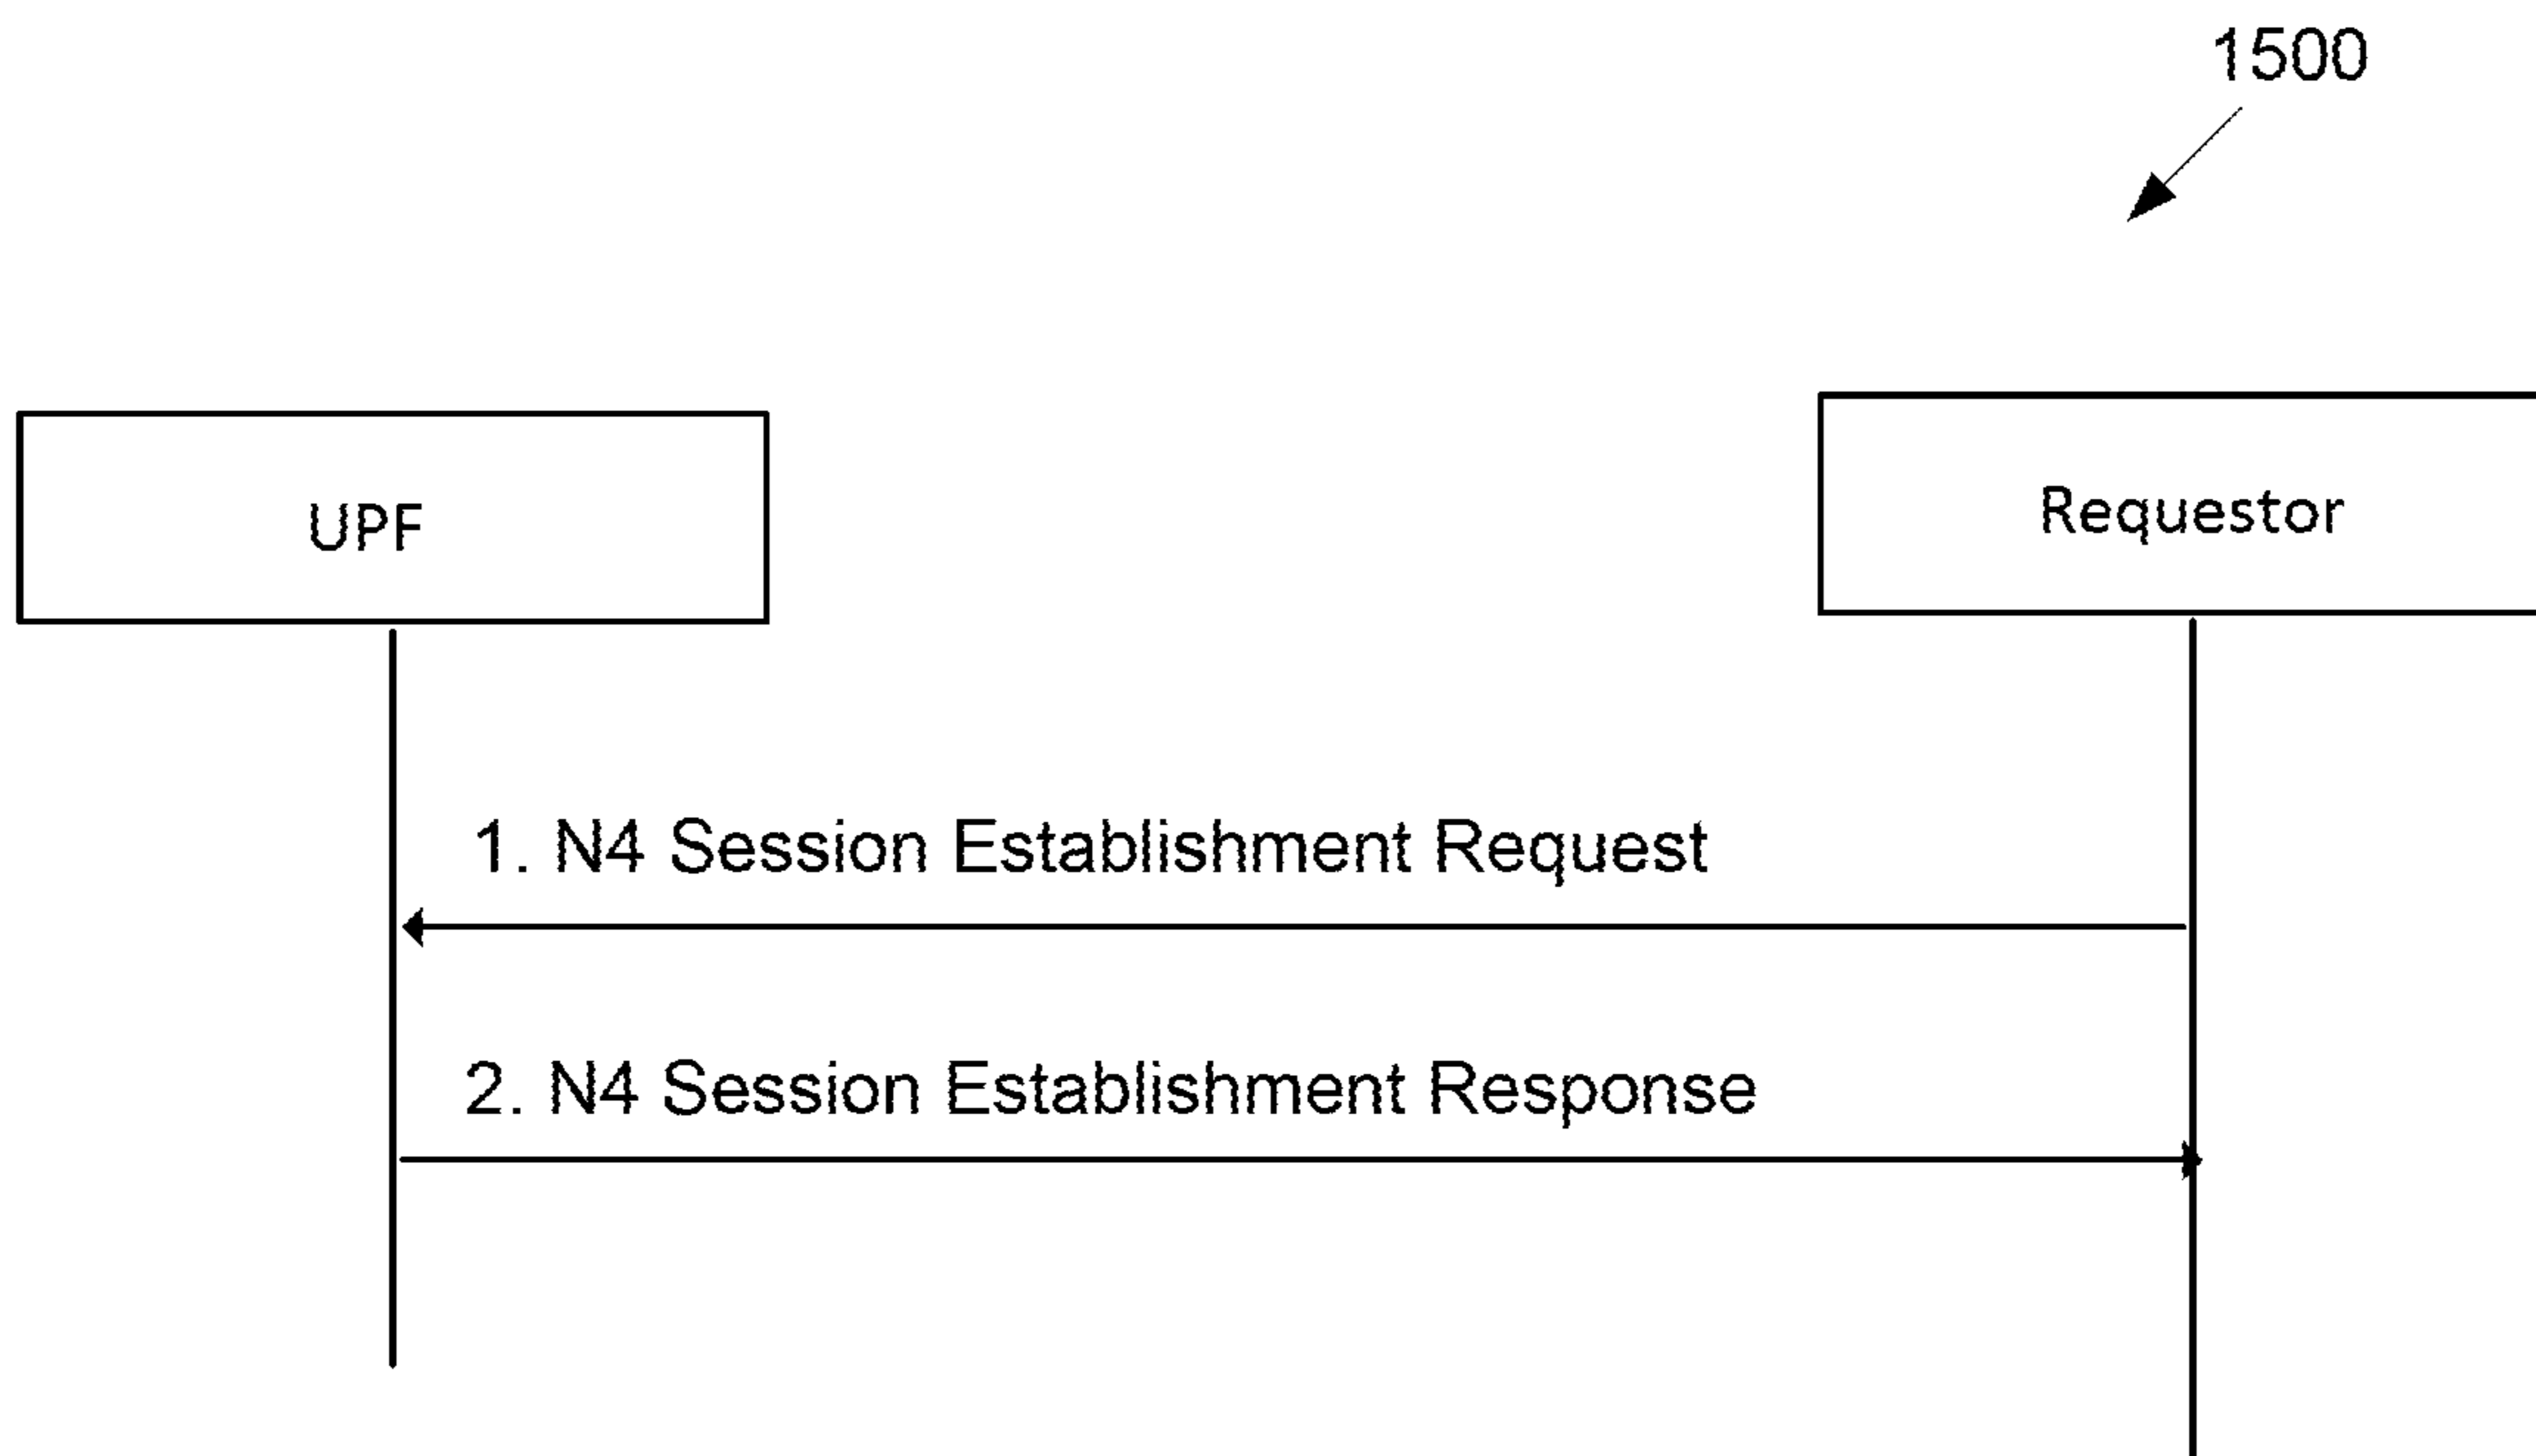 1500
UPF
Requestor
1. N4 Session Establishment Request
2. N4 Session Establishment Response